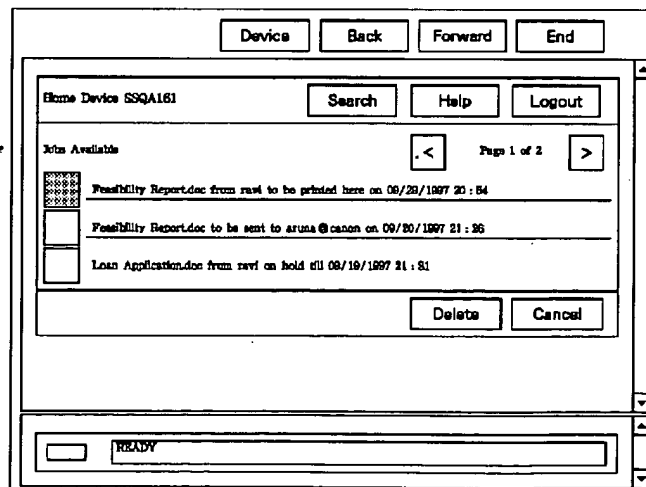 Device Back Forward End
Home Device SSQA161 Search Help Logout
Jobs Available .< Page 1 of 2 >
Feasibility Report.doc from ravi to be printed here on 09/29/1997 20 : 54
Feasibility Report.doc to be sent to aruna @ canon on 09/20/1997 21 : 26
Loan Application.doc from ravi on hold till 09/19/1997 21 : 31
Delete Cancel
READY